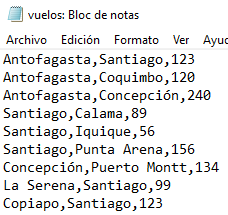 vuelos: Bloc de notas
Archivo Edición Formato Ver
Antofagasta,Santiago,123
Antofagasta,Coquimbo,120
Antofagasta,Concepción,240
Santiago,Calama,89
Santiago,Iquique,56
Santiago,Punta Arena,156
Concepción,Puerto Montt,134
La Serena,Santiago,99
Copiapo,Santiago,123